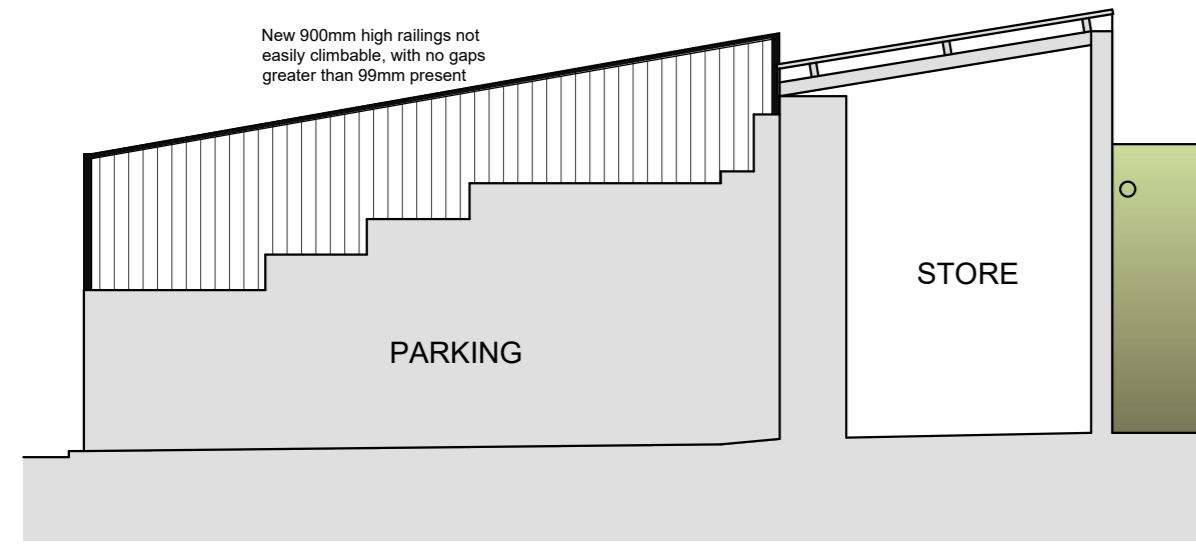 New 900mm high railings not
easily climbable, with no gaps
greater than 99mm present
STORE
PARKING